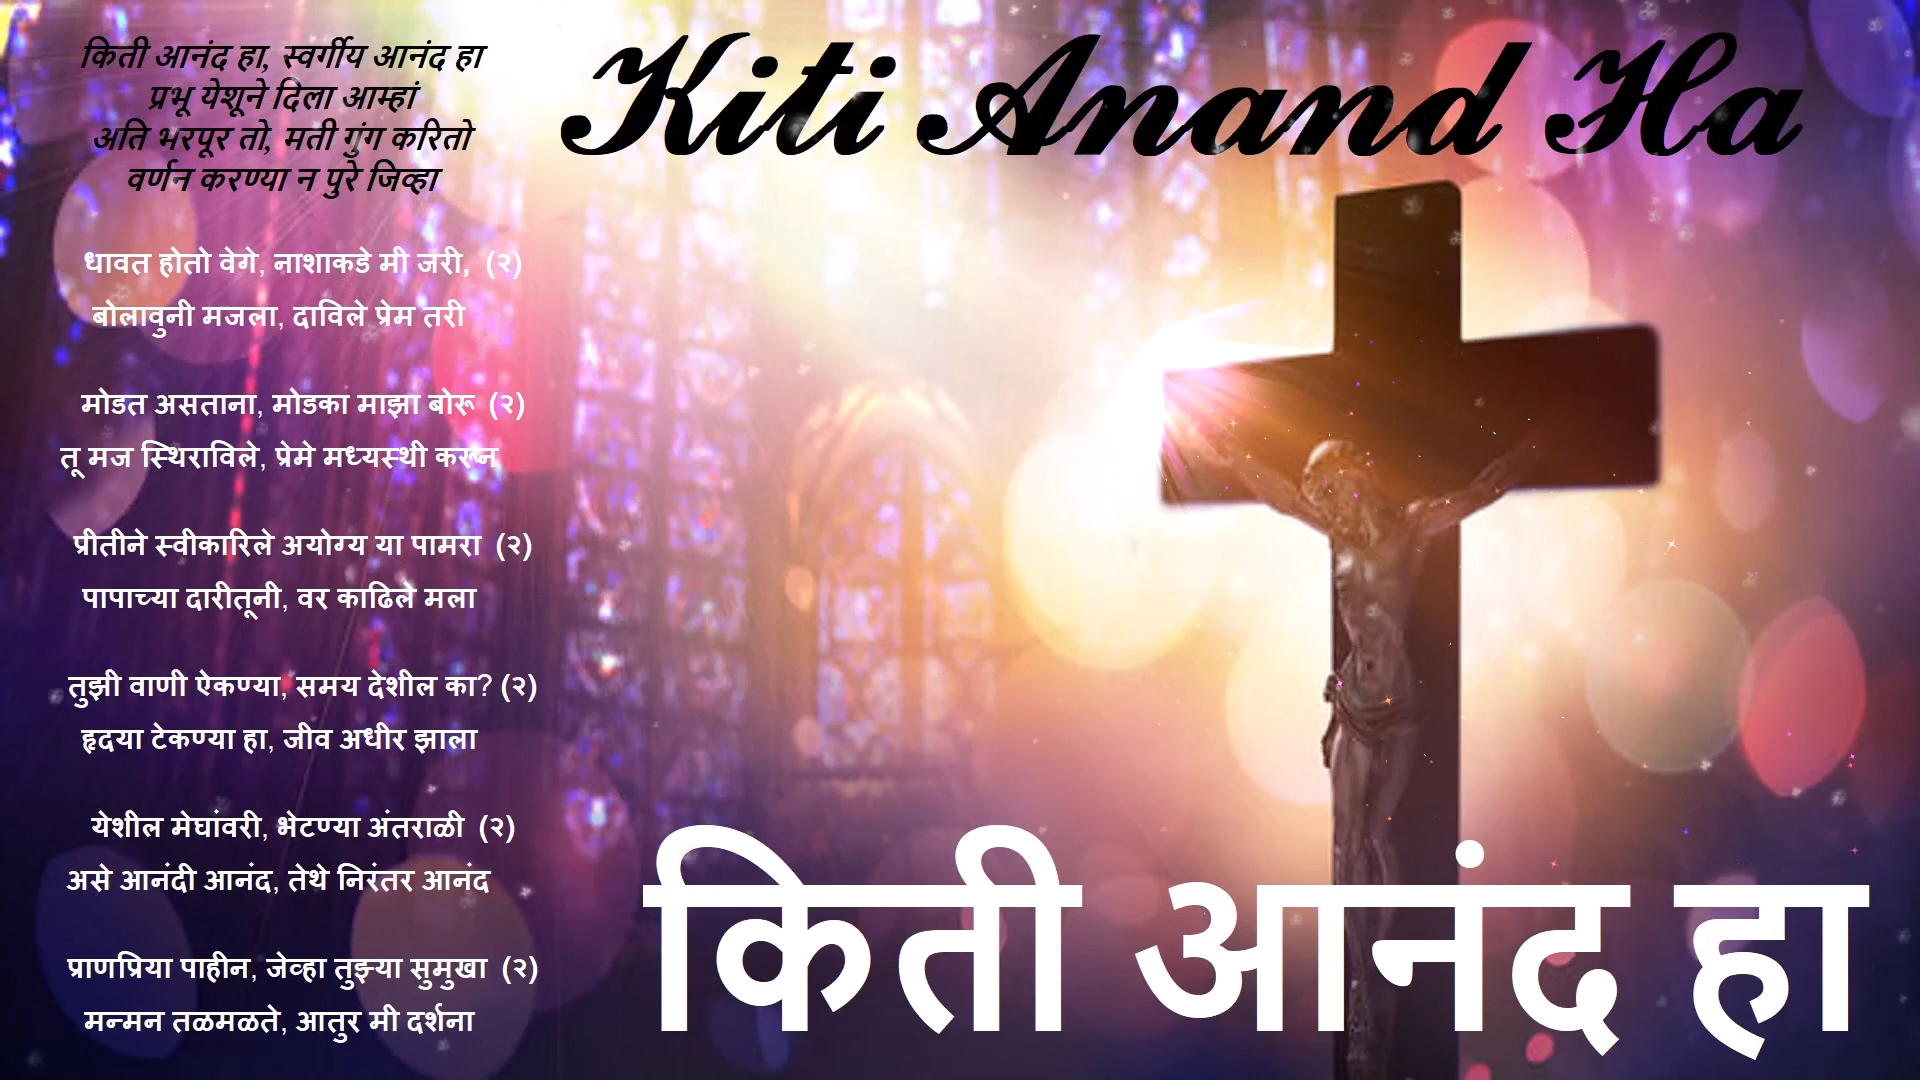 Kiti Anand Ha
किती आनंद हा, स्वर्गीय आनंद हा
प्रभू येशूने दिला आम्हां
अति भरपूर तो, मती गुंग करितो
वर्णन करण्या न पुरे जिव्हा
धावत होतो वेगे, नाशाकडे मी जरी, (२)
बोलावुनी मजला, दाविले प्रेम तरी
मोडत असताना, मोडका माझा बोरू (२)
तू मज स्थिराविले, प्रेमे मध्यस्थी करून
प्रीतीने स्वीकारिले अयोग्य या पामरा (२)
पापाच्या दारीतूनी, वर काढिले मला
तुझी वाणी ऐकण्या, समय देशील का? (२)
हृदया टेकण्या हा, जीव अधीर झाला
येशील मेघांवरी, भेटण्या अंतराळी (२)
असे आनंदी आनंद, तेथे निरंतर आनंद
प्राणप्रिया पाहीन, जेव्हा तुझ्या सुमुखा (२)
मन्मन तळमळते, आतुर मी दर्शना
किती आनंद हा